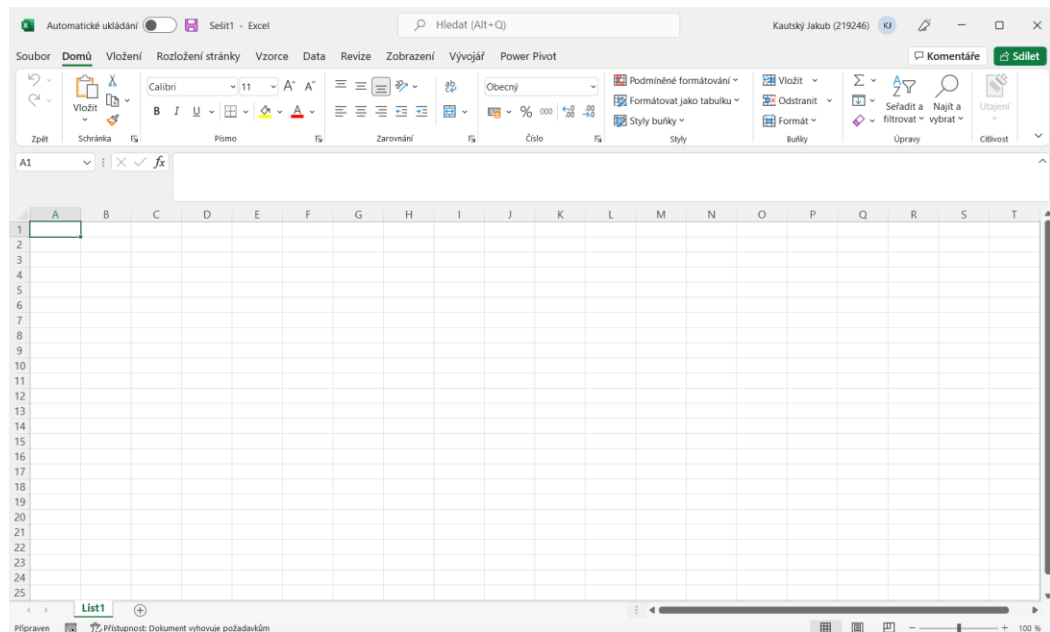 Automatické ukládání Sešit1 - Excel Hledat (Alt+Q) Kautský Jakub (219246) KJ
Soubor Domů Vložení Rozložení stránky Vzorce Data Revize Zobrazení Vývojář Power Pivot Komentáře Sdílet
Vložit
Calibri 11
B I U A
Obecný
% 000
Podmíněné formátování
Formátovat jako tabulku
Styly buňky
Vložit
Odstranit
Formát
Seřadit a filtrovat
Najít a vybrat
Utajení
Zpět Schránka Písmo Zarovnání Číslo Styly Buňky Úpravy Citlivost
A1 fx
A B C D E F G H I J K L M N O P Q R S T
1
2
3
4
5
6
7
8
9
10
11
12
13
14
15
16
17
18
19
20
21
22
23
24
25
List1
Připraven Přístupnost: Dokument vyhovuje požadavkům 100 %